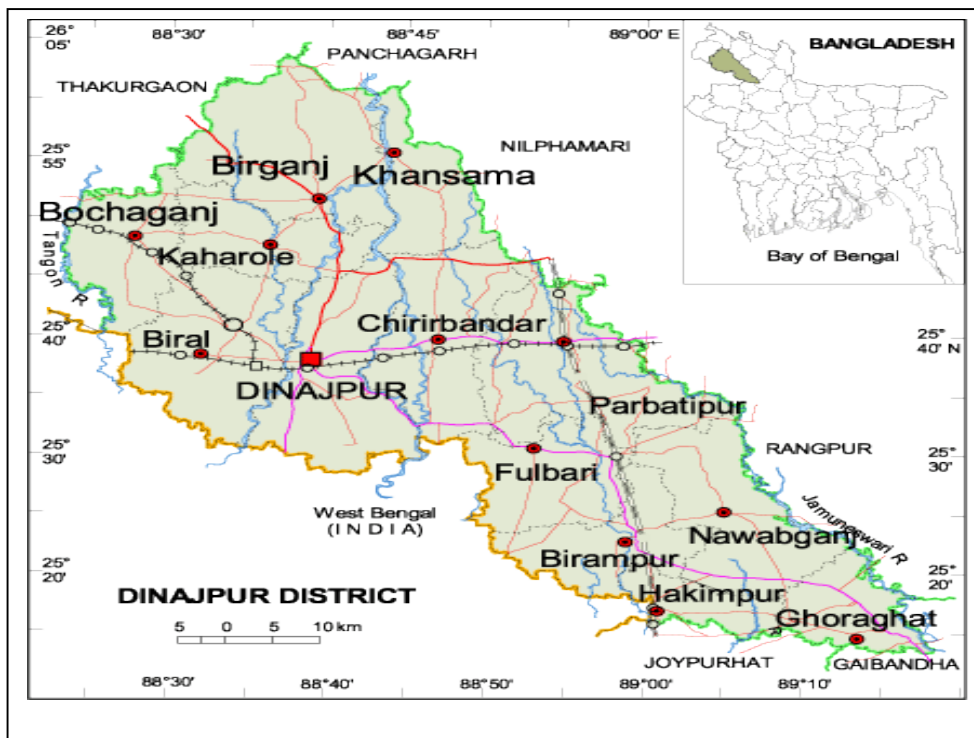 26°
05'
88°30'
88°45'
89°00' E
BANGLADESH
PANCHAGARH
THAKURGAON
25°
55'
NILPHAMARI
Birganj
Khansama
Bochaganj
Kaharole
Tangon R
Bay of Bengal
25°
40'
Biral
Chirirbandar
25°
40' N
DINAJPUR
Parbatipur
25°
30'
RANGPUR
25°
30'
Fulbari
West Bengal
(INDIA)
Jamuneswari R
Nawabganj
Birampur
25°
20'
25°
20'
Hakimpur
DINAJPUR DISTRICT
Ghoraghat
5 0 5 10 km
R
JOYPURHAT
GAIBANDHA
88°30'
88°40'
88°50'
89°00'
89°10'